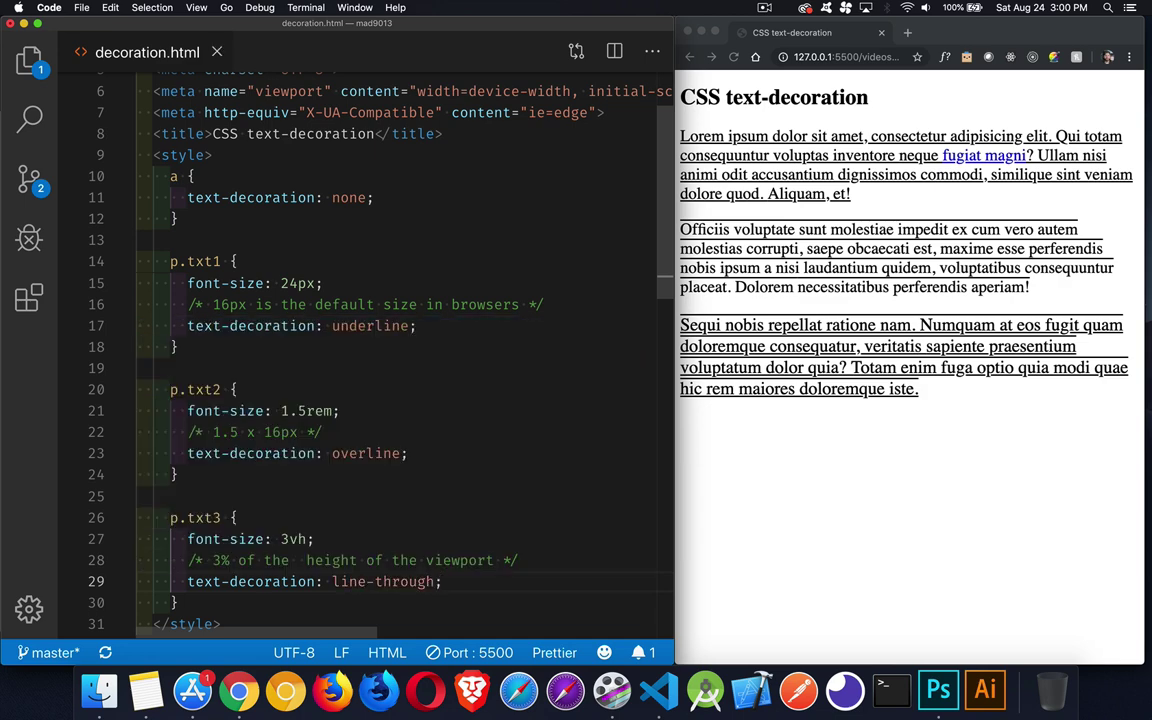 Code File Edit Selection View Go Debug Terminal Window Help 100% Sat Aug 24 3:00 PM
decoration.html — mad9013
decoration.html
6 <meta name="viewport" content="width=device-width, initial-sc
7 <meta http-equiv="X-UA-Compatible" content="ie=edge">
8 <title>CSS text-decoration</title>
9 <style>
10 a {
11 text-decoration: none;
12 }
13
14 p.txt1 {
15 font-size: 24px;
16 /* 16px is the default size in browsers */
17 text-decoration: underline;
18 }
19
20 p.txt2 {
21 font-size: 1.5rem;
22 /* 1.5 x 16px */
23 text-decoration: overline;
24 }
25
26 p.txt3 {
27 font-size: 3vh;
28 /* 3% of the height of the viewport */
29 text-decoration: line-through;
30 }
31 </style>
1
2
master* UTF-8 LF HTML Port : 5500 Prettier 1
CSS text-decoration
127.0.0.1:5500/videos... f?
CSS text-decoration
Lorem ipsum dolor sit amet, consectetur adipisicing elit. Qui totam
consequuntur voluptas inventore neque fugiat magni? Ullam nisi
animi odit accusantium dignissimos commodi, similique sint veniam
dolore quod. Aliquam, et!
Officiis voluptate sunt molestiae impedit ex cum vero autem
molestias corrupti, saepe obcaecati est, maxime esse perferendis
nobis ipsum a nisi laudantium quidem, voluptatibus consequuntur
placeat. Dolorem necessitatibus perferendis aperiam!
Sequi nobis repellat ratione nam. Numquam at eos fugit quam
doloremque consequatur, veritatis sapiente praesentium
voluptatum dolor quia? Totam enim fuga optio quia modi quae
hic rem maiores doloremque iste.
1
>_
Ps
Ai